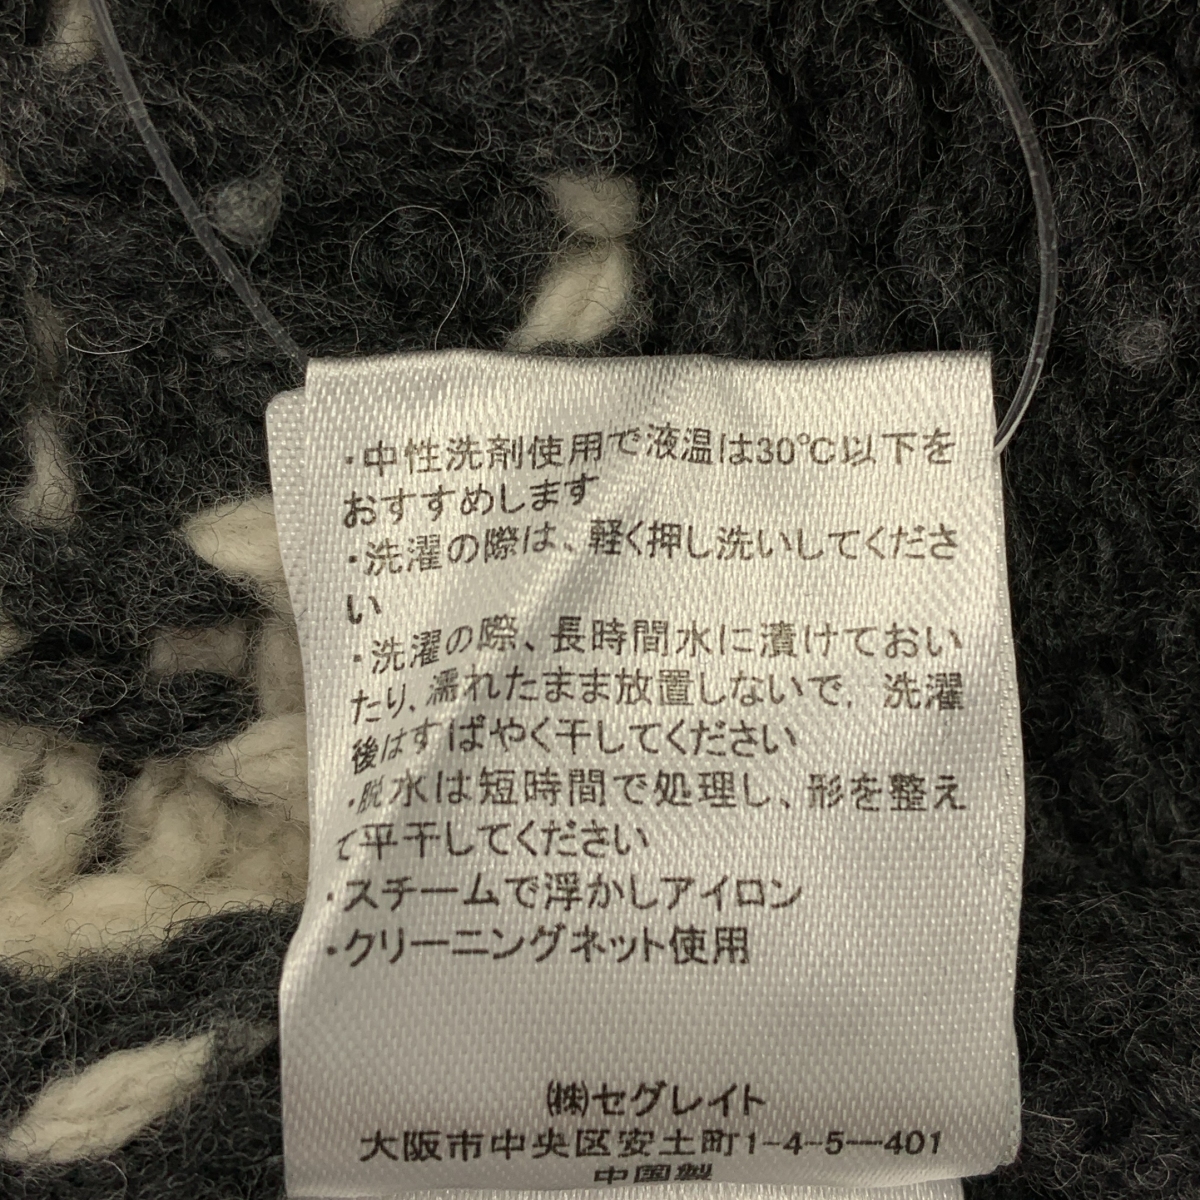 ・中性洗剤使用で液温は30℃以下を
おすすめします
・洗濯の際は、軽く押し洗いしてくださ
い
・洗濯の際、長時間水に漬けておい
たり、濡れたまま放置しないで、洗濯
後はすばやく干してください
・脱水は短時間で処理し、形を整え
て平干してください
・スチームで浮かしアイロン
・クリーニングネット使用
㈱セグレイト
大阪市中央区安土町1-4-5―401
中国製